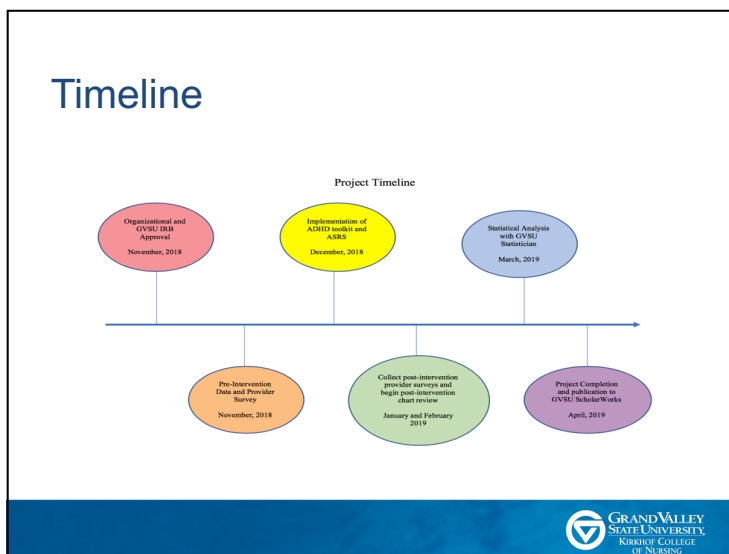 Timeline
Project Timeline
Organizational and
GVSU IRB
Approval
November, 2018
Implementation of
ADHD toolkit and
ASRS
December, 2018
Statistical Analysis
with GVSU
Statistician
March, 2019
Pre-Intervention
Data and Provider
Survey
November, 2018
Collect post-intervention
provider surveys and
begin post-intervention
chart review
January and February
2019
Project Completion
and publication to
GVSU ScholarWorks
April, 2019
GRAND VALLEY
STATE UNIVERSITY
KIRKHOF COLLEGE
OF NURSING